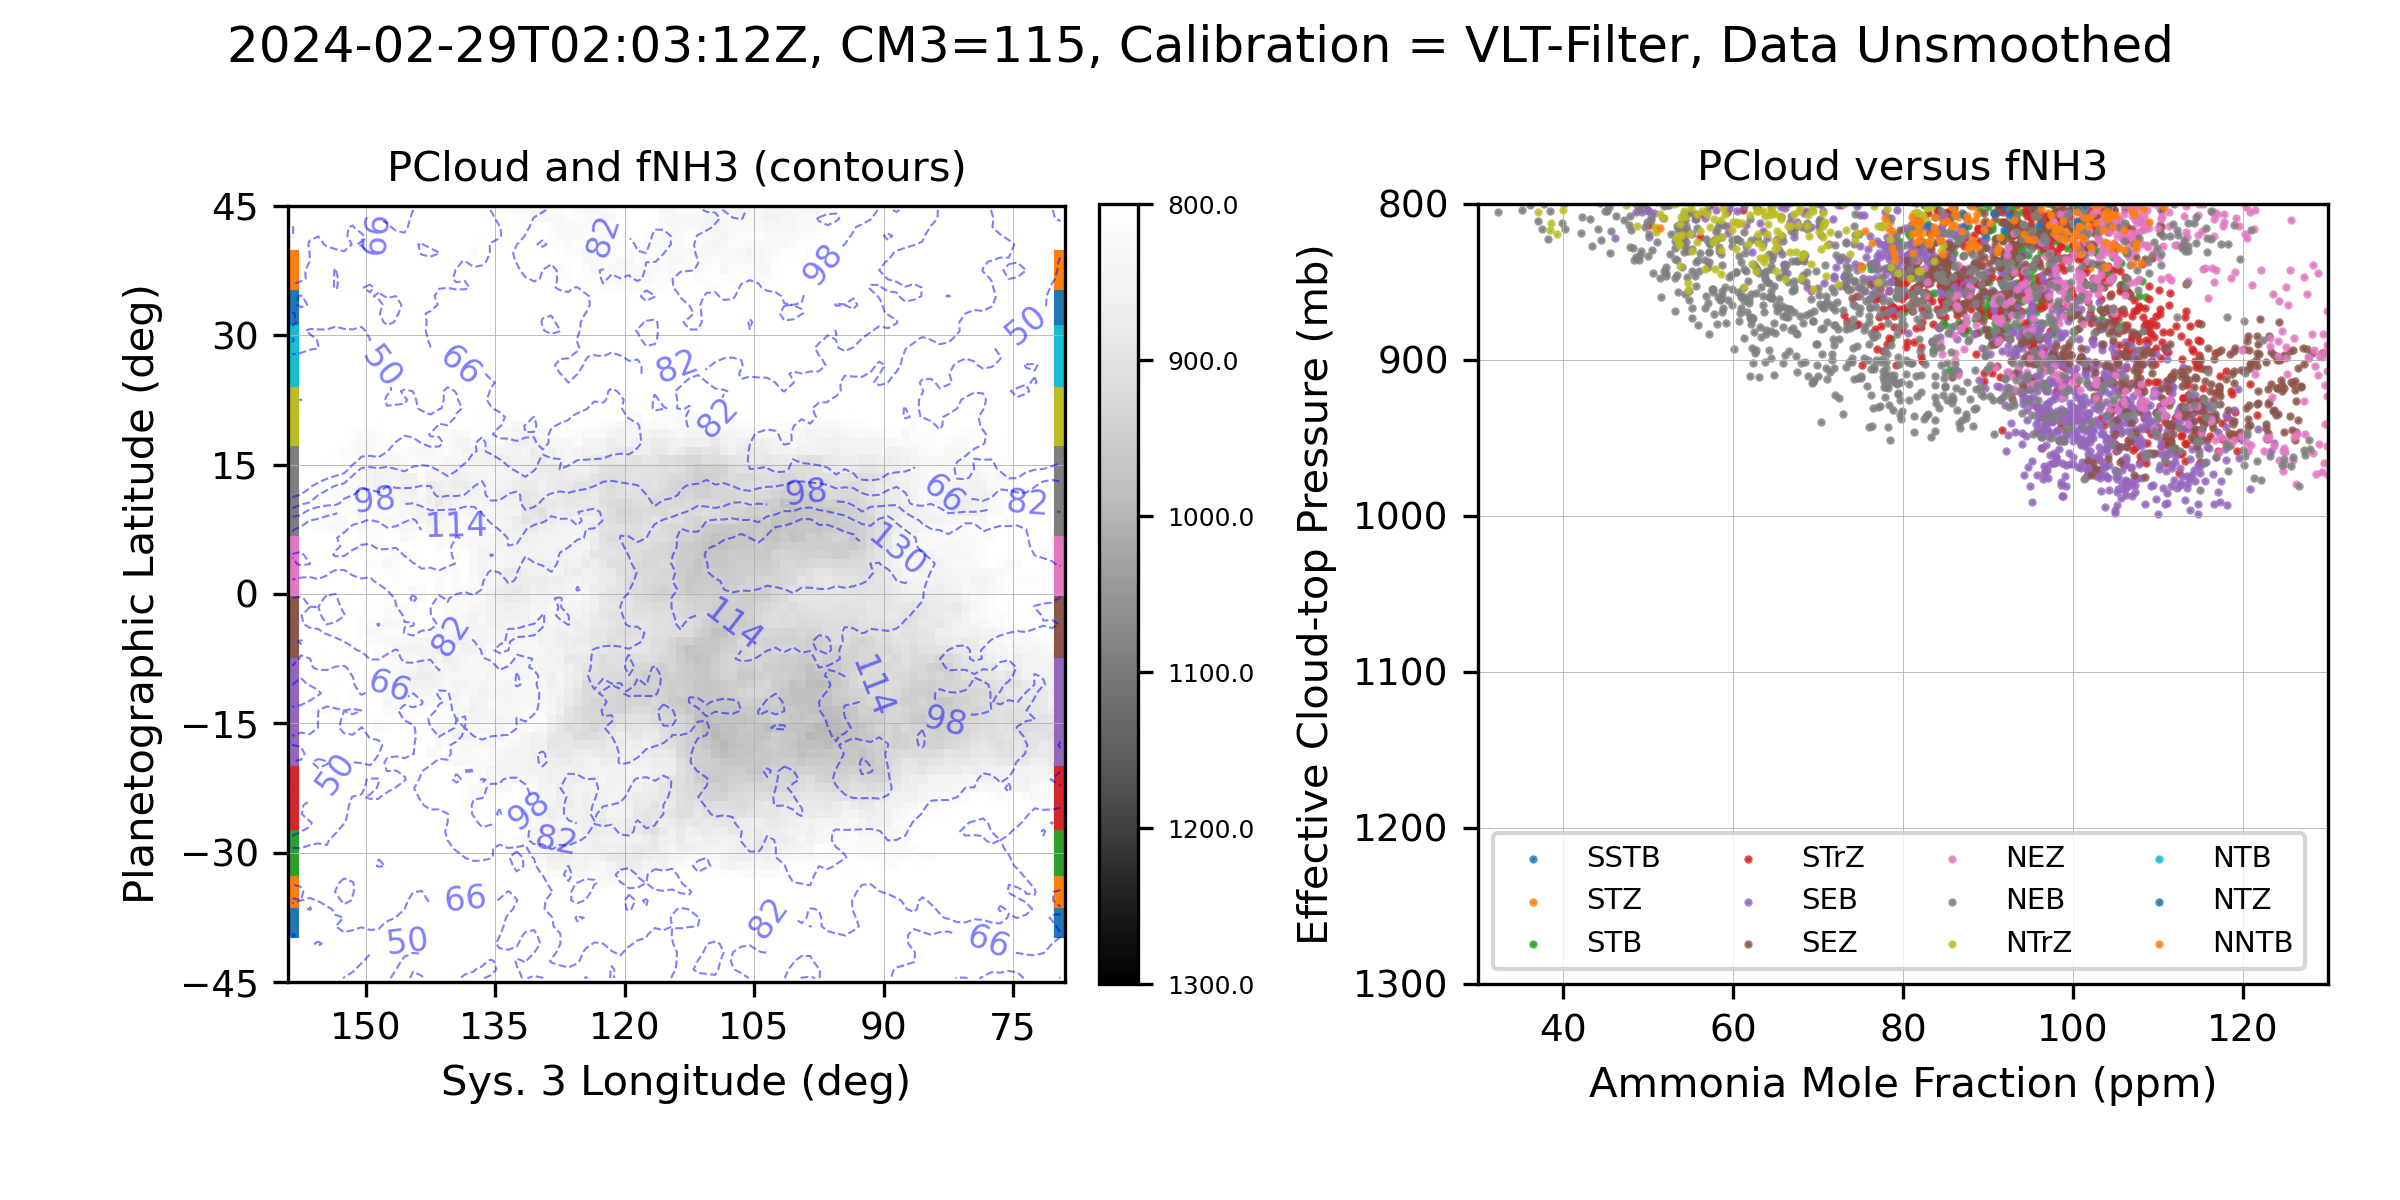 2024-02-29T02:03:12Z, CM3=115, Calibration = VLT-Filter, Data Unsmoothed
PCloud and fNH3 (contours)
Planetographic Latitude (deg)
45
30
15
0
−15
−30
−45
150
135
120
105
90
75
Sys. 3 Longitude (deg)
66
82
98
50
50
66
82
82
98
98
66
82
114
130
82
114
66
114
98
50
98
82
66
50
82
66
800.0
900.0
1000.0
1100.0
1200.0
1300.0
PCloud versus fNH3
Effective Cloud-top Pressure (mb)
800
900
1000
1100
1200
1300
40
60
80
100
120
Ammonia Mole Fraction (ppm)
SSTB
STZ
STB
STrZ
SEB
SEZ
NEZ
NEB
NTrZ
NTB
NTZ
NNTB